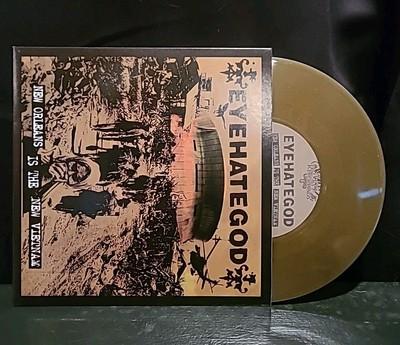 NEW ORLEANS IS THE NEW VIETNAM
EYEHATEGOD
EYEHATEGOD